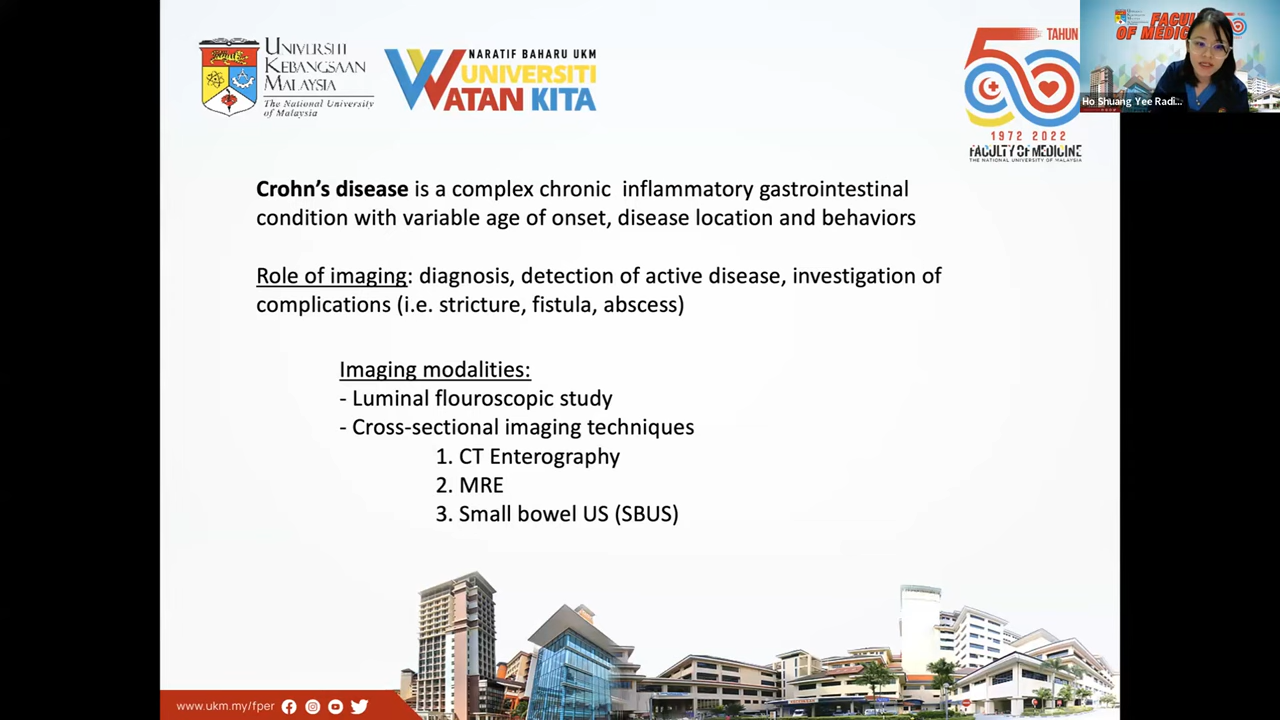 UNIVERSITI
KEBANGSAAN
MALAYSIA
The National University
of Malaysia
NARATIF BAHARU UKM
UNIVERSITI
WATAN KITA
50 TAHUN
1972 2022
FACULTY OF MEDICINE
THE NATIONAL UNIVERSITY OF MALAYSIA
FACULTY
OF MEDICINE
Ho Shuang Yee Radi...
Crohn’s disease is a complex chronic inflammatory gastrointestinal
condition with variable age of onset, disease location and behaviors
Role of imaging: diagnosis, detection of active disease, investigation of
complications (i.e. stricture, fistula, abscess)
Imaging modalities:
- Luminal flouroscopic study
- Cross-sectional imaging techniques
1. CT Enterography
2. MRE
3. Small bowel US (SBUS)
www.ukm.my/fper